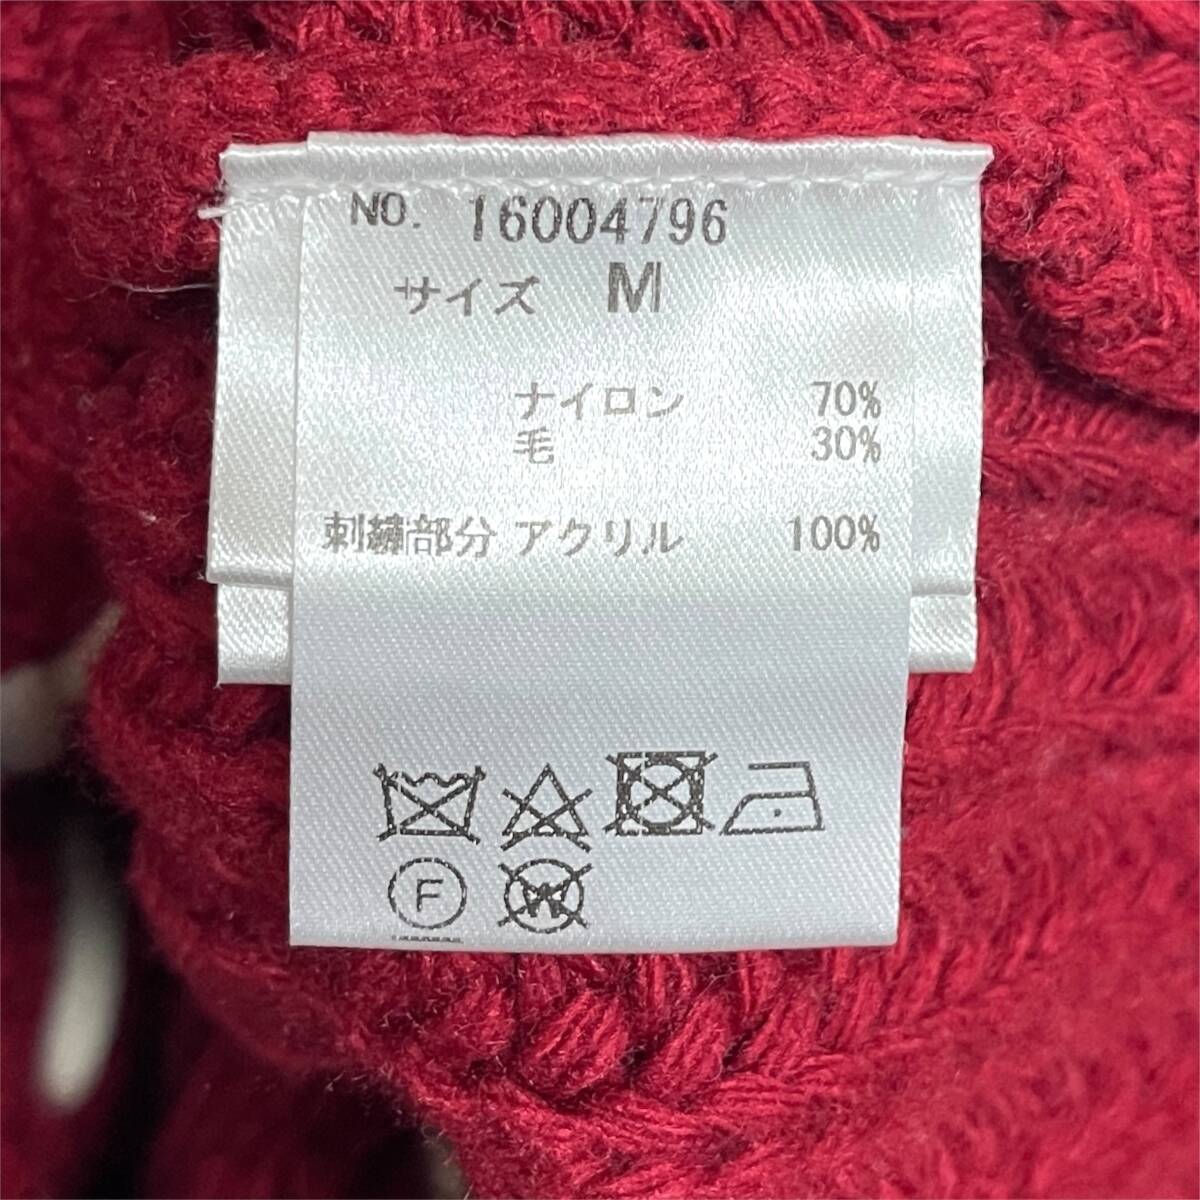 NO. 16004796
サイズ M
ナイロン 70%
毛 30%
刺繍部分 アクリル 100%
F W